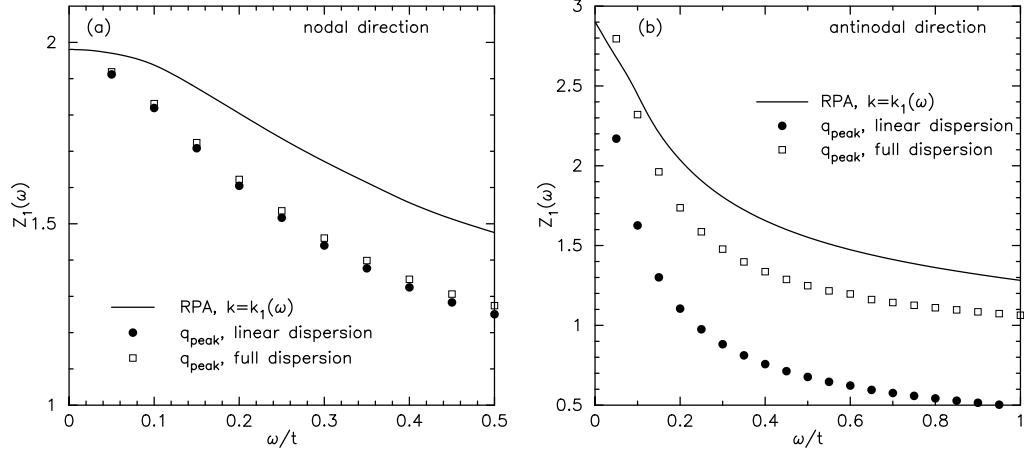 (a) nodal direction
2
1.5
1
Z₁(ω)
RPA, k=k₁(ω)
qpeak, linear dispersion
qpeak, full dispersion
0 0.1 0.2 0.3 0.4 0.5
ω/t
(b) antinodal direction
3
2.5
2
1.5
1
0.5
Z₁(ω)
RPA, k=k₁(ω)
qpeak, linear dispersion
qpeak, full dispersion
0 0.2 0.4 0.6 0.8 1
ω/t